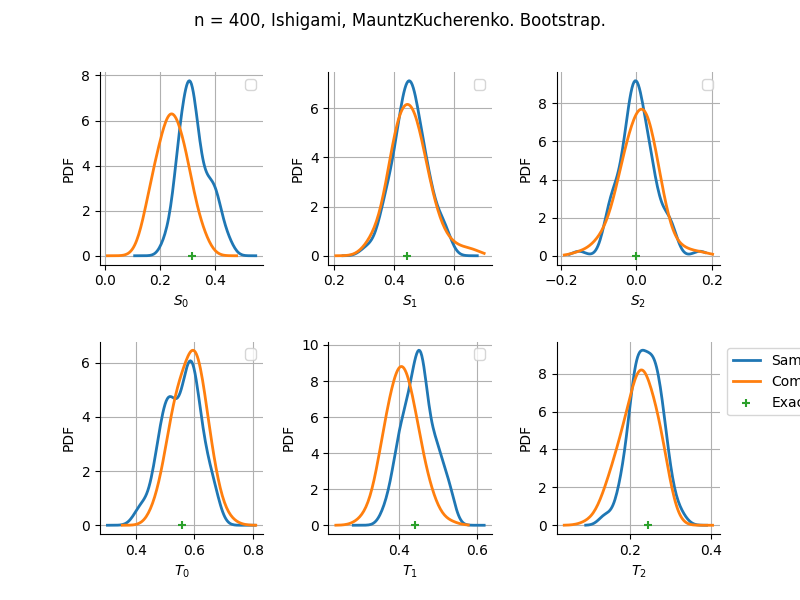 n = 400, Ishigami, MauntzKucherenko. Bootstrap.
8
6
4
2
0
PDF
0.0 0.2 0.4
S0
6
4
2
0
PDF
0.2 0.4 0.6
S1
8
6
4
2
0
PDF
−0.2 0.0 0.2
S2
6
4
2
0
PDF
0.4 0.6 0.8
T0
10
8
6
4
2
0
PDF
0.4 0.6
T1
8
6
4
2
0
PDF
0.2 0.4
T2
Sam
Com
Exac